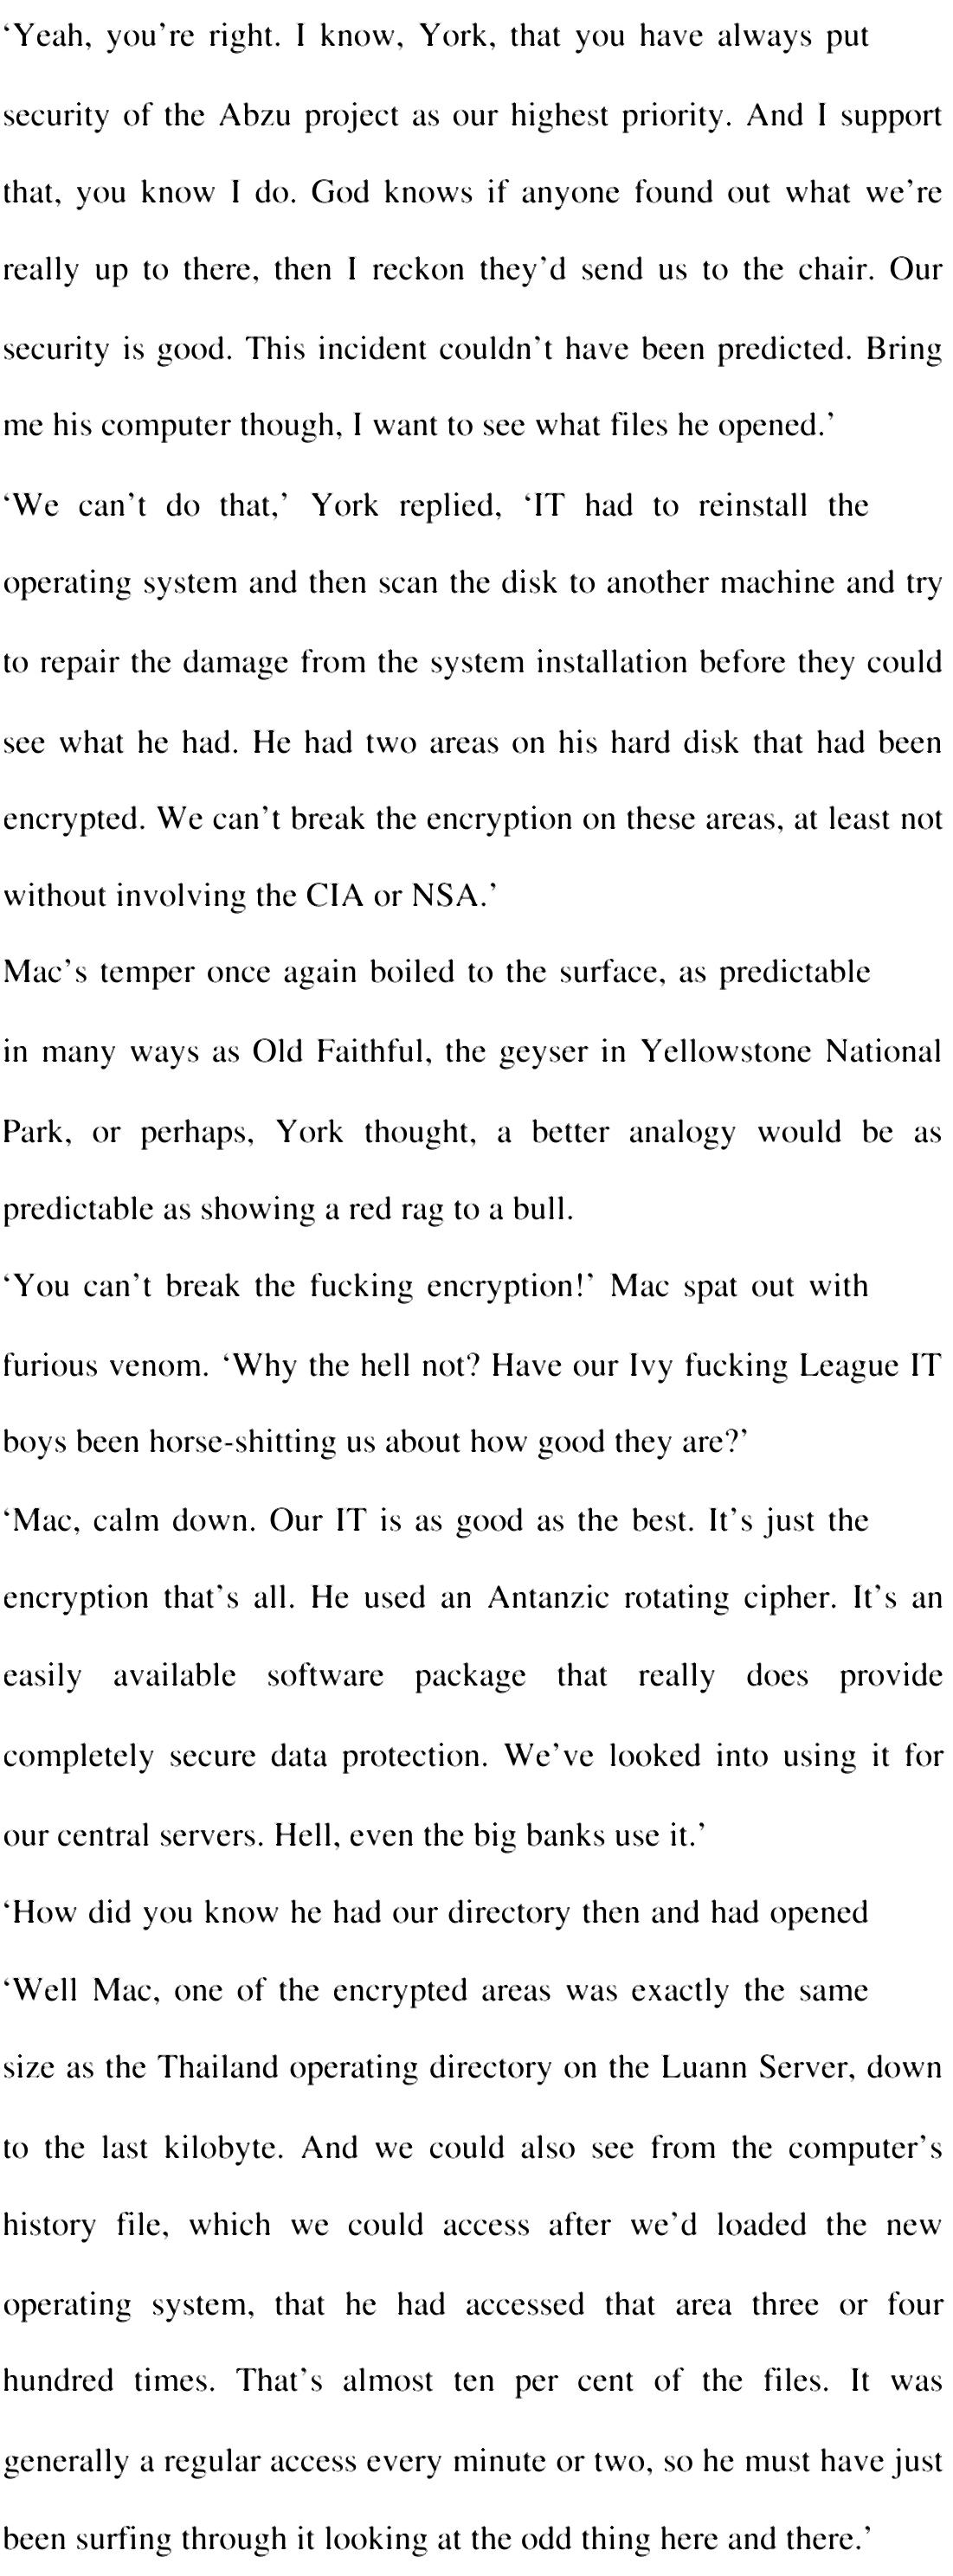 ‘Yeah, you’re right. I know, York, that you have always put
security of the Abzu project as our highest priority. And I support
that, you know I do. God knows if anyone found out what we’re
really up to there, then I reckon they’d send us to the chair. Our
security is good. This incident couldn’t have been predicted. Bring
me his computer though, I want to see what files he opened.’
‘We can’t do that,’ York replied, ‘IT had to reinstall the
operating system and then scan the disk to another machine and try
to repair the damage from the system installation before they could
see what he had. He had two areas on his hard disk that had been
encrypted. We can’t break the encryption on these areas, at least not
without involving the CIA or NSA.’
Mac’s temper once again boiled to the surface, as predictable
in many ways as Old Faithful, the geyser in Yellowstone National
Park, or perhaps, York thought, a better analogy would be as
predictable as showing a red rag to a bull.
‘You can’t break the fucking encryption!’ Mac spat out with
furious venom. ‘Why the hell not? Have our Ivy fucking League IT
boys been horse-shitting us about how good they are?’
‘Mac, calm down. Our IT is as good as the best. It’s just the
encryption that’s all. He used an Antanzic rotating cipher. It’s an
easily available software package that really does provide
completely secure data protection. We’ve looked into using it for
our central servers. Hell, even the big banks use it.’
‘How did you know he had our directory then and had opened
‘Well Mac, one of the encrypted areas was exactly the same
size as the Thailand operating directory on the Luann Server, down
to the last kilobyte. And we could also see from the computer’s
history file, which we could access after we’d loaded the new
operating system, that he had accessed that area three or four
hundred times. That’s almost ten per cent of the files. It was
generally a regular access every minute or two, so he must have just
been surfing through it looking at the odd thing here and there.’